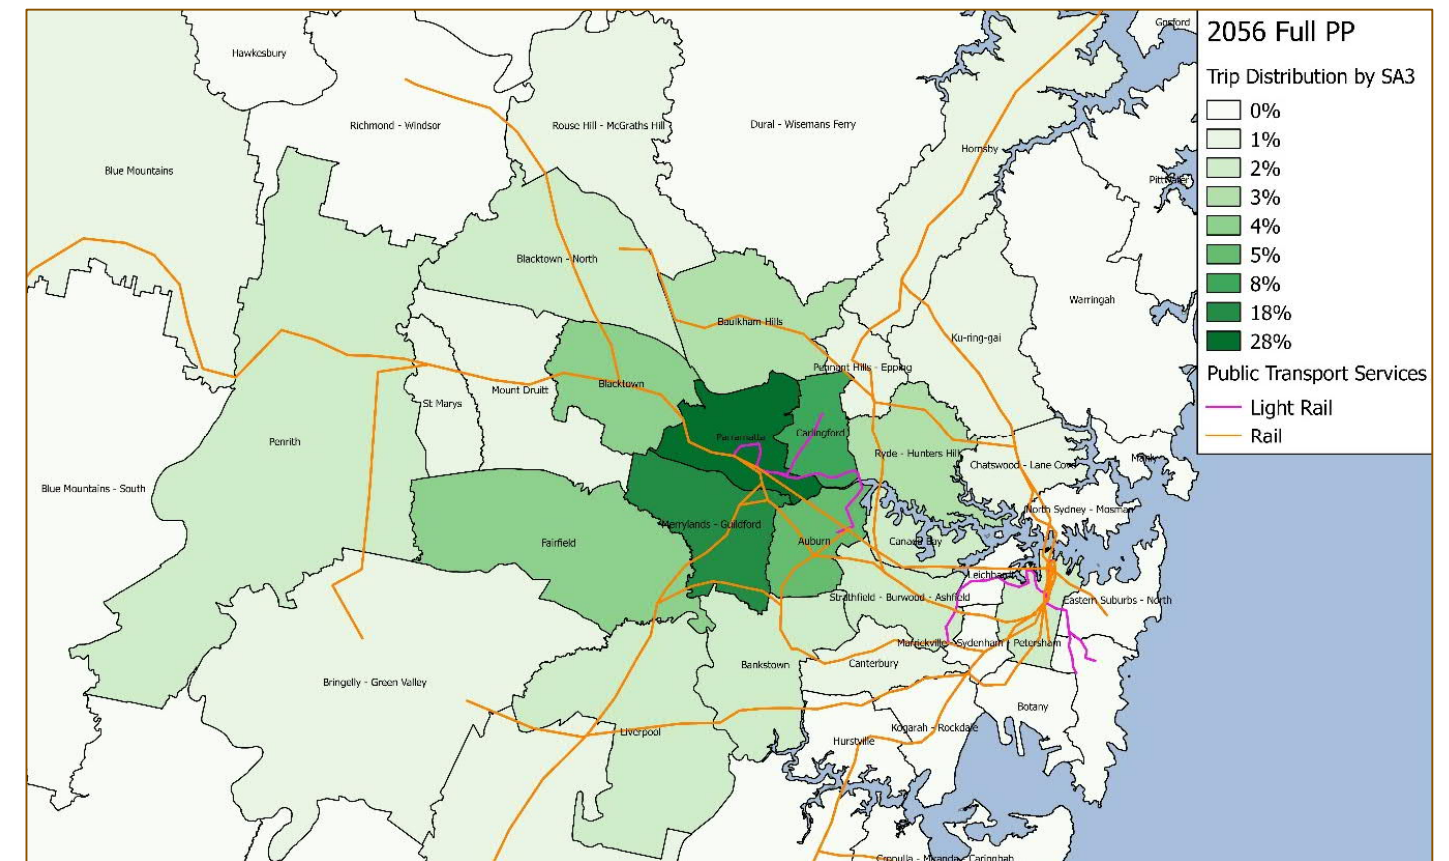 2056 Full PP
Trip Distribution by SA3
0%
1%
2%
3%
4%
5%
8%
18%
28%
Public Transport Services
Light Rail
Rail
Gosford
Hawkesbury
Richmond - Windsor
Rouse Hill - McGraths Hill
Dural - Wisemans Ferry
Hornsby
Blue Mountains
Pittwater
Blacktown - North
Warringah
Baulkham Hills
Ku-ring-gai
Pennant Hills - Epping
Blacktown
Mount Druitt
St Marys
Parramatta
Carlingford
Penrith
Ryde - Hunters Hill
Chatswood - Lane Cove
Manly
Blue Mountains - South
North Sydney - Mosman
Merrylands - Guildford
Fairfield
Auburn
Canada Bay
Leichhardt
Strathfield - Burwood - Ashfield
Eastern Suburbs - North
Marrickville - Sydenham - Petersham
Bankstown
Canterbury
Bringelly - Green Valley
Botany
Liverpool
Kogarah - Rockdale
Hurstville
Cronulla - Miranda - Caringbah